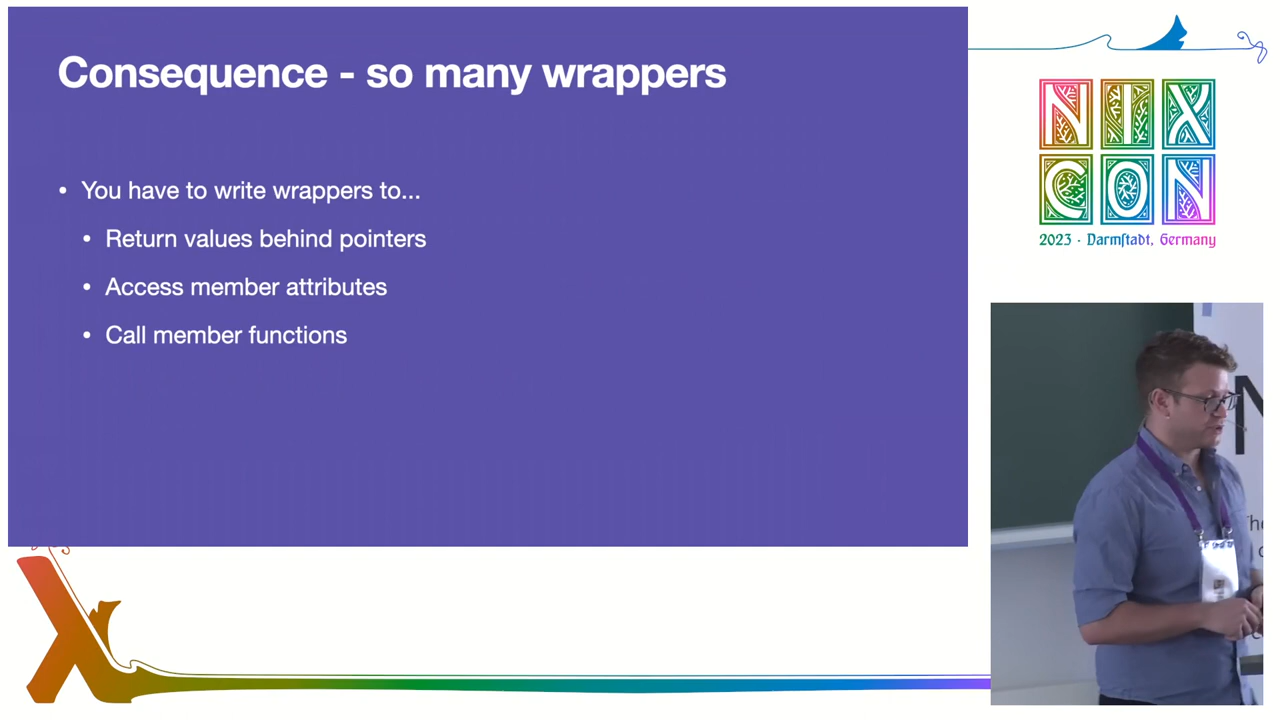 Consequence - so many wrappers
• You have to write wrappers to...
• Return values behind pointers
• Access member attributes
• Call member functions
NIX
CON
2023 · Darmſtadt, Germany
N